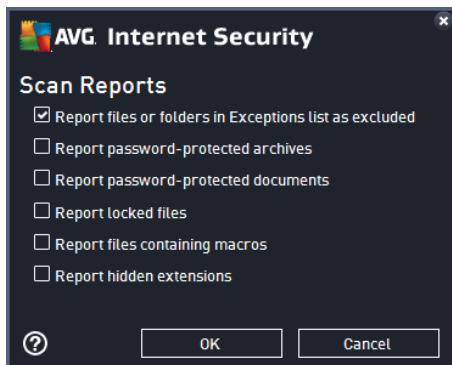 AVG. Internet Security
Scan Reports
Report files or folders in Exceptions list as excluded
Report password-protected archives
Report password-protected documents
Report locked files
Report files containing macros
Report hidden extensions
OK
Cancel